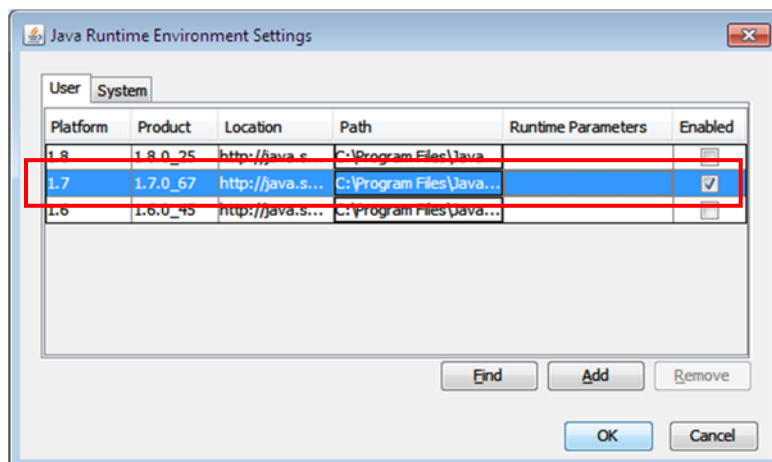 Java Runtime Environment Settings
User System
Platform Product Location Path Runtime Parameters Enabled
1.8 1.8.0_25 http://java.s... C:\Program Files\Java...
1.7 1.7.0_67 http://java.s... C:\Program Files\Java...
1.6 1.6.0_45 http://java.s... C:\Program Files\Java...
Find Add Remove
OK Cancel